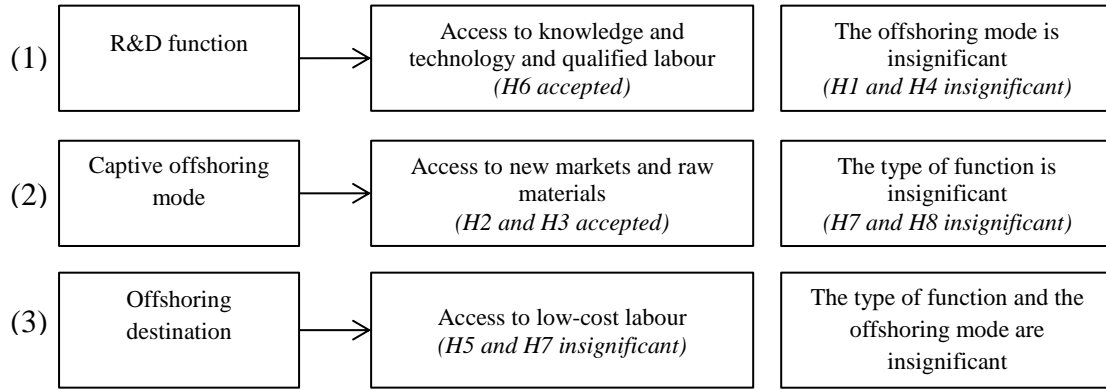 (1)
R&D function
Access to knowledge and
technology and qualified labour
(H6 accepted)
The offshoring mode is
insignificant
(H1 and H4 insignificant)
(2)
Captive offshoring
mode
Access to new markets and raw
materials
(H2 and H3 accepted)
The type of function is
insignificant
(H7 and H8 insignificant)
(3)
Offshoring
destination
Access to low-cost labour
(H5 and H7 insignificant)
The type of function and the
offshoring mode are
insignificant